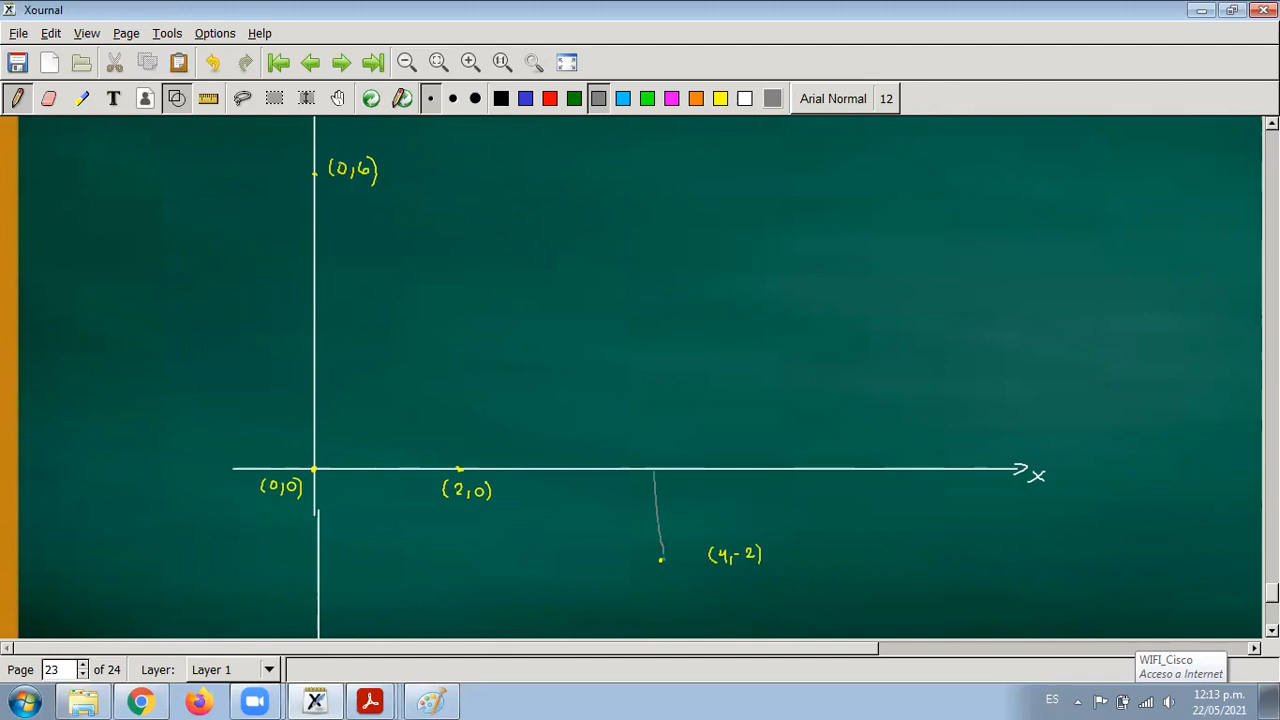 Xournal
File Edit View Page Tools Options Help
Arial Normal 12
(0,6)
(0,0)
(2,0)
X
(4,-2)
Page 23 of 24 Layer: Layer 1
WIFI_Cisco
Acceso a Internet
ES 12:13 p.m.
22/05/2021